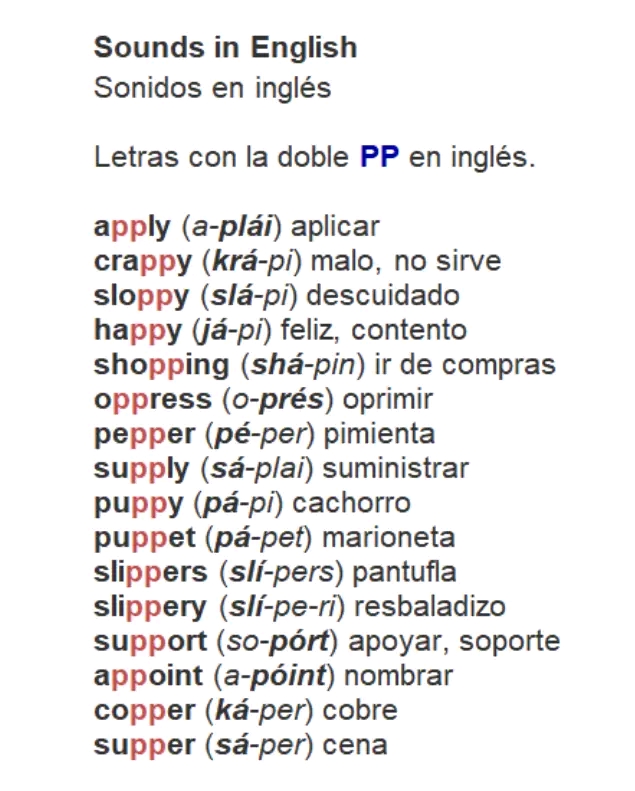 Sounds in English
Sonidos en inglés
Letras con la doble PP en inglés.
apply (a-plái) aplicar
crappy (krá-pi) malo, no sirve
sloppy (slá-pi) descuidado
happy (já-pi) feliz, contento
shopping (shá-pin) ir de compras
oppress (o-prés) oprimir
pepper (pé-per) pimienta
supply (sá-plai) suministrar
puppy (pá-pi) cachorro
puppet (pá-pet) marioneta
slippers (slí-pers) pantufla
slippery (slí-pe-ri) resbaladizo
support (so-pórt) apoyar, soporte
appoint (a-póint) nombrar
copper (ká-per) cobre
supper (sá-per) cena